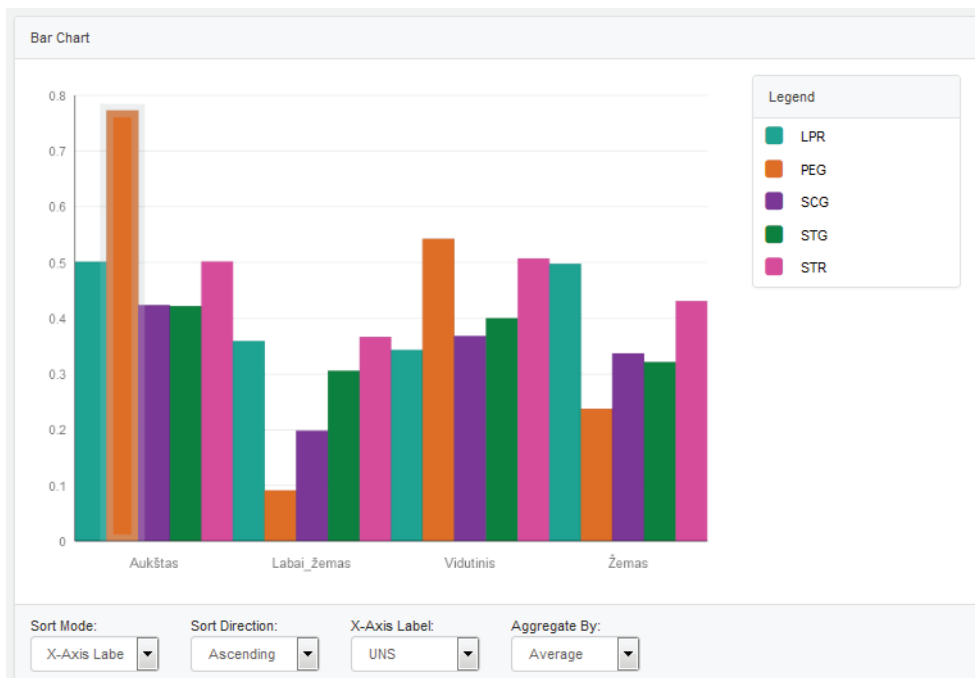 Bar Chart
Legend
LPR
PEG
SCG
STG
STR
0.8
0.7
0.6
0.5
0.4
0.3
0.2
0.1
0
Aukštas Labai_žemas Vidutinis Žemas
Sort Mode: Sort Direction: X-Axis Label: Aggregate By:
X-Axis Labe Ascending UNS Average